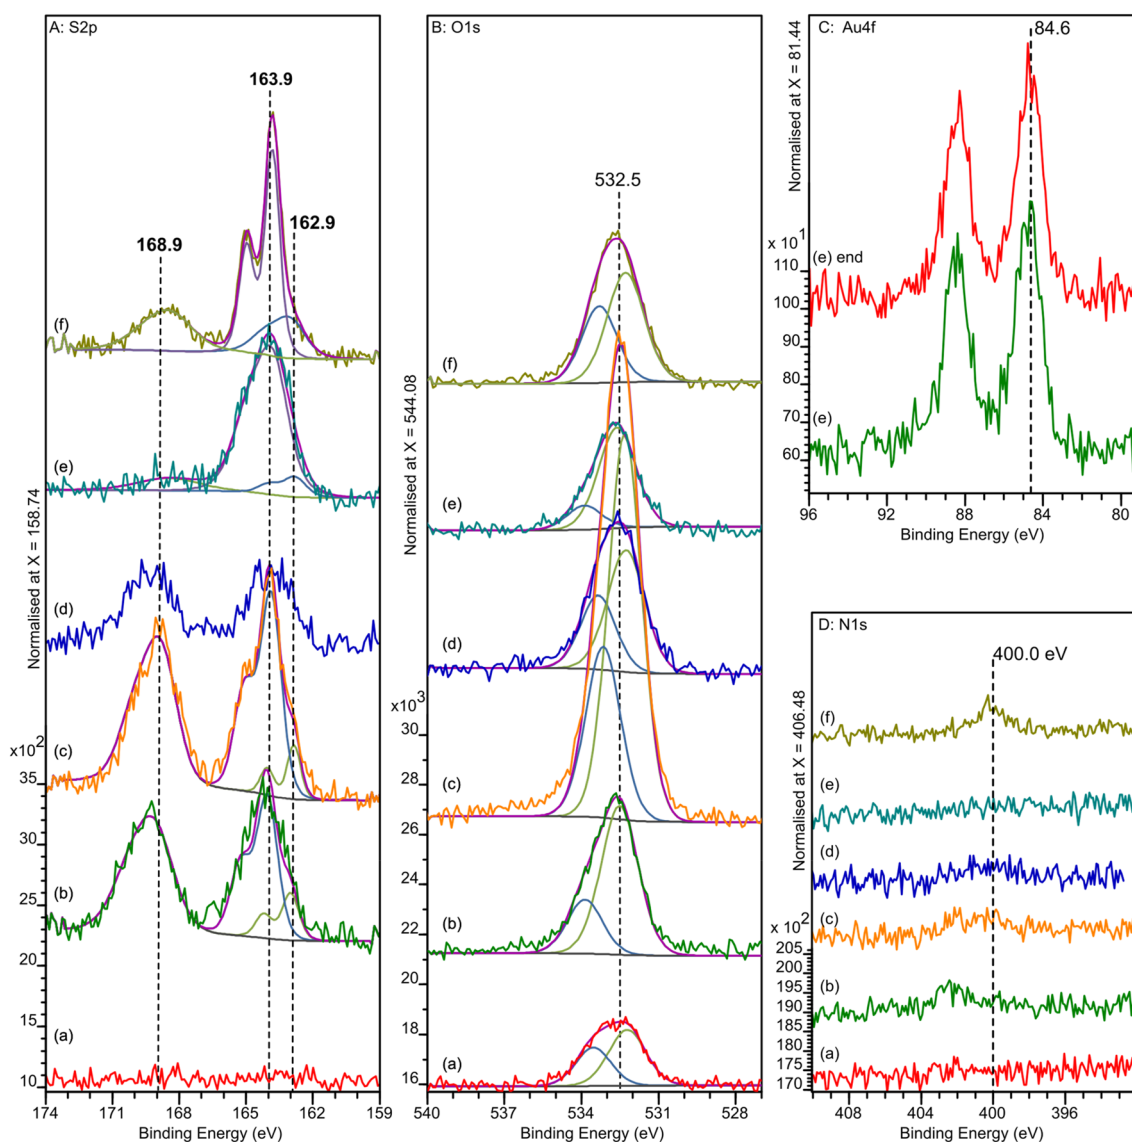 A: S2p
163.9
162.9
168.9
(f)
(e)
(d)
(c)
(b)
(a)
Normalised at X = 158.74
x10²
35
30
25
20
15
10
174
171
168
165
162
159
Binding Energy (eV)
B: O1s
532.5
(f)
(e)
(d)
(c)
(b)
(a)
Normalised at X = 544.08
x10³
30
28
26
24
22
20
18
16
540
537
534
531
528
Binding Energy (eV)
C: Au4f
84.6
Normalised at X = 81.44
x 10¹
(e) end
(e)
110
100
90
80
70
60
96
92
88
84
80
Binding Energy (eV)
D: N1s
400.0 eV
(f)
(e)
(d)
(c)
(b)
(a)
Normalised at X = 406.48
x 10²
205
200
195
190
185
180
175
170
408
404
400
396
Binding Energy (eV)